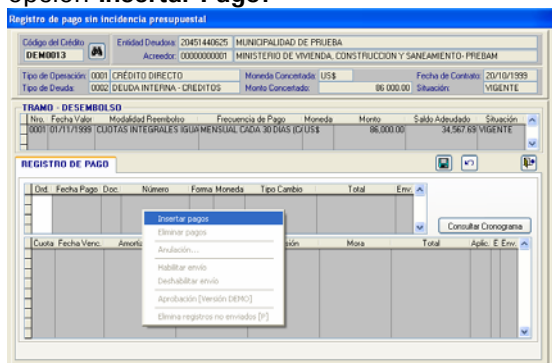 opción Insertar Pago.
Registro de pago sin incidencia presupuestal
Código del Crédito Entidad Deudora: 20451440625 MUNICIPALIDAD DE PRUEBA
DEM0013 Acreedor: 00000000001 MINISTERIO DE VIVIENDA, CONSTRUCCION Y SANEAMIENTO- PREBAM
Tipo de Operación: 0001 CRÉDITO DIRECTO Moneda Concertada: US$ Fecha de Contrato: 20/10/1999
Tipo de Deuda: 0002 DEUDA INTERNA - CREDITOS Monto Concertado: 86 000.00 Situación: VIGENTE
TRAMO - DESEMBOLSO
Nro. Fecha Valor Modalidad Reembolso Frecuencia de Pago Moneda Monto Saldo Adeudado Situación
0001 01/11/1999 CUOTAS INTEGRALES IGUA MENSUAL CADA 30 DÍAS (CA US$ 86,000.00 34,567.69 VIGENTE
REGISTRO DE PAGO
Ord. Fecha Pago Doc. Número Forma Moneda Tipo Cambio Total Env.
Insertar pagos
Eliminar pagos
Consultar Cronograma
Cuota Fecha Venc. Amortiz sión Mora Total Aplic. E Env.
Anulación...
Habilitar envío
Deshabilitar envío
Aprobación [Versión DEMO]
Elimina registros no enviados [P]